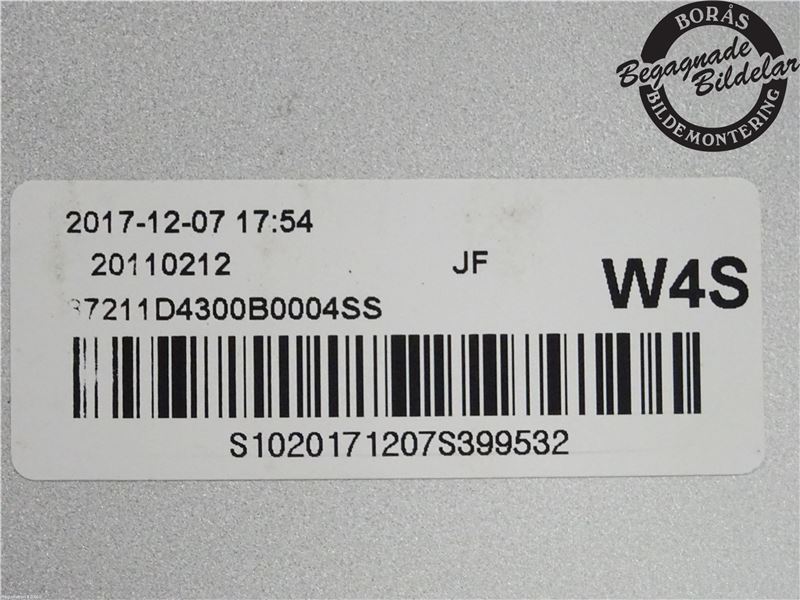 BORÅS
Begagnade
Bildelar
BILDEMONTERING
2017-12-07 17:54
20110212 JF W4S
87211D4300B0004SS
S1020171207S399532